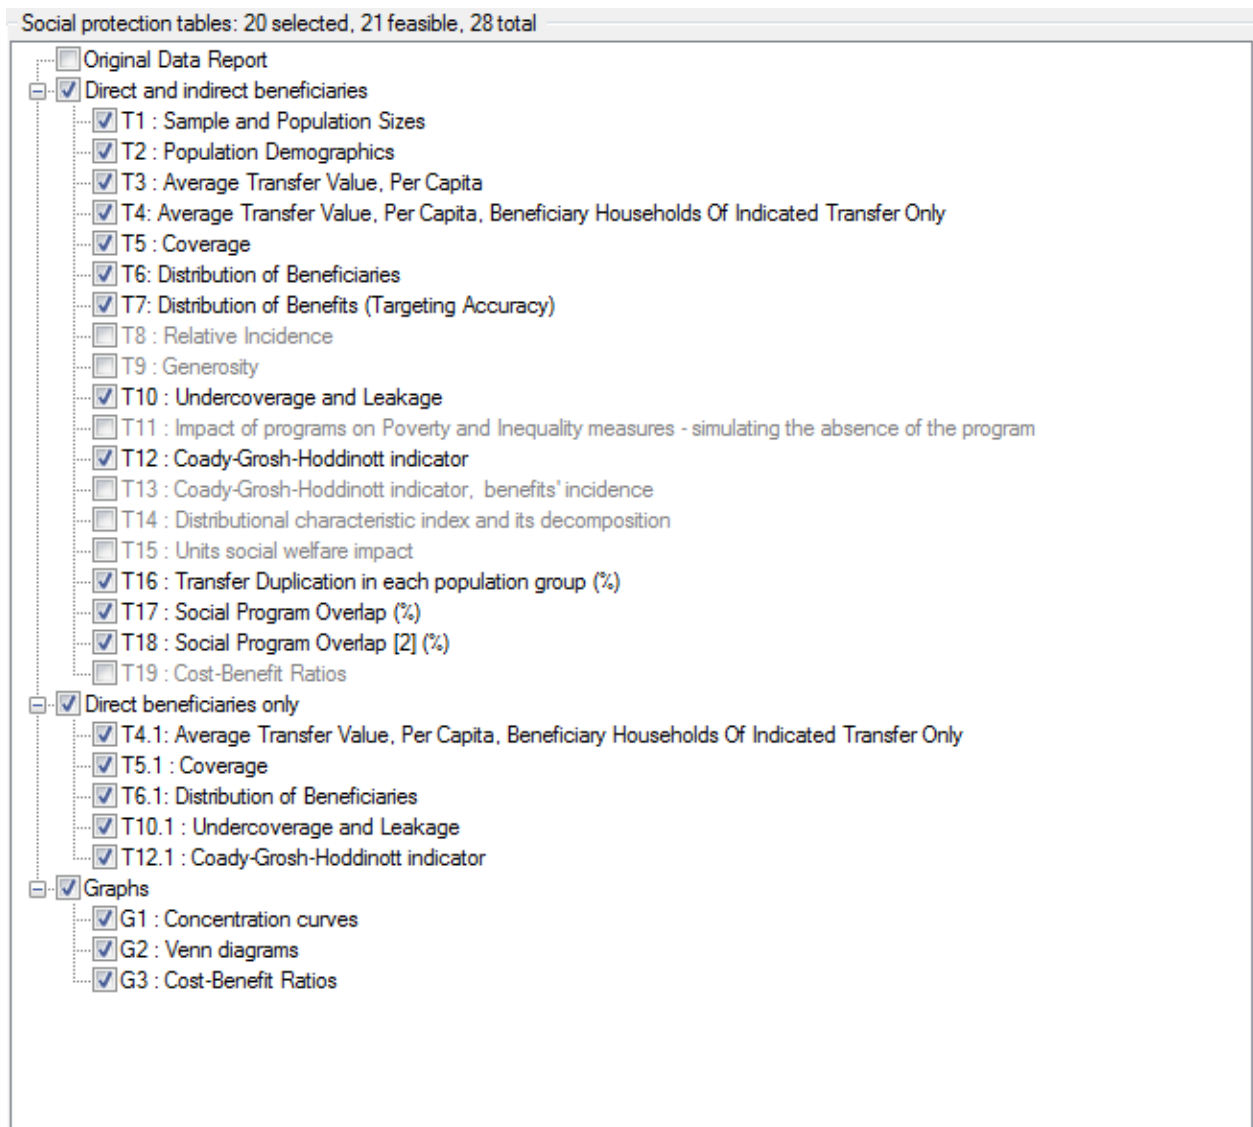 Social protection tables: 20 selected, 21 feasible, 28 total
Original Data Report
Direct and indirect beneficiaries
T1 : Sample and Population Sizes
T2 : Population Demographics
T3 : Average Transfer Value, Per Capita
T4: Average Transfer Value, Per Capita, Beneficiary Households Of Indicated Transfer Only
T5 : Coverage
T6: Distribution of Beneficiaries
T7: Distribution of Benefits (Targeting Accuracy)
T8 : Relative Incidence
T9 : Generosity
T10 : Undercoverage and Leakage
T11 : Impact of programs on Poverty and Inequality measures - simulating the absence of the program
T12 : Coady-Grosh-Hoddinott indicator
T13 : Coady-Grosh-Hoddinott indicator, benefits' incidence
T14 : Distributional characteristic index and its decomposition
T15 : Units social welfare impact
T16 : Transfer Duplication in each population group (%)
T17 : Social Program Overlap (%)
T18 : Social Program Overlap [2] (%)
T19 : Cost-Benefit Ratios
Direct beneficiaries only
T4.1: Average Transfer Value, Per Capita, Beneficiary Households Of Indicated Transfer Only
T5.1 : Coverage
T6.1: Distribution of Beneficiaries
T10.1 : Undercoverage and Leakage
T12.1 : Coady-Grosh-Hoddinott indicator
Graphs
G1 : Concentration curves
G2 : Venn diagrams
G3 : Cost-Benefit Ratios